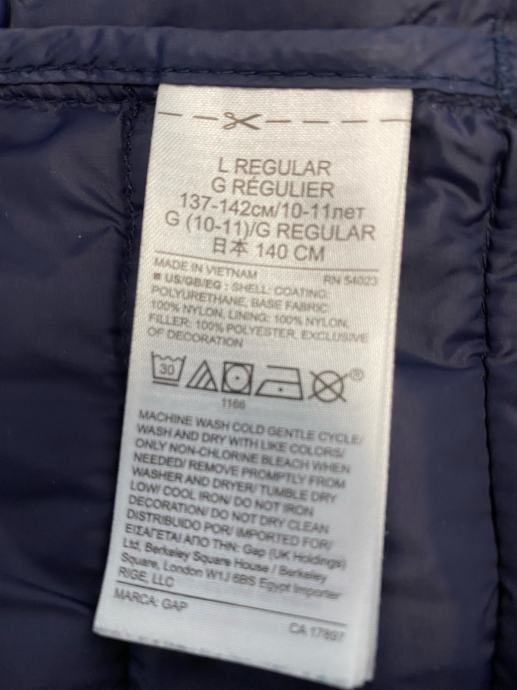 L REGULAR
G RÉGULIER
137-142см/10-11лет
G (10-11)/G REGULAR
日本 140 CM
MADE IN VIETNAM RN 54023
US/GB/EG : SHELL: COATING:
POLYURETHANE, BASE FABRIC:
100% NYLON, LINING: 100% NYLON,
FILLER: 100% POLYESTER, EXCLUSIVE
OF DECORATION
30
®
1166
MACHINE WASH COLD GENTLE CYCLE/
WASH AND DRY WITH LIKE COLORS/
ONLY NON-CHLORINE BLEACH WHEN
NEEDED/ REMOVE PROMPTLY FROM
WASHER AND DRYER/ TUMBLE DRY
LOW/ COOL IRON/ DO NOT IRON
DECORATION/ DO NOT DRY CLEAN
DISTRIBUIDO POR/ IMPORTED FOR/
ΕΙΣΑΓΕΤΑΙ ΑΠΟ ΤΗΝ: Gap (UK Holdings)
Ltd, Berkeley Square House / Berkeley
Square, London W1J 6BS Egypt Importer
RIGE, LLC
MARCA: GAP
CA 17897